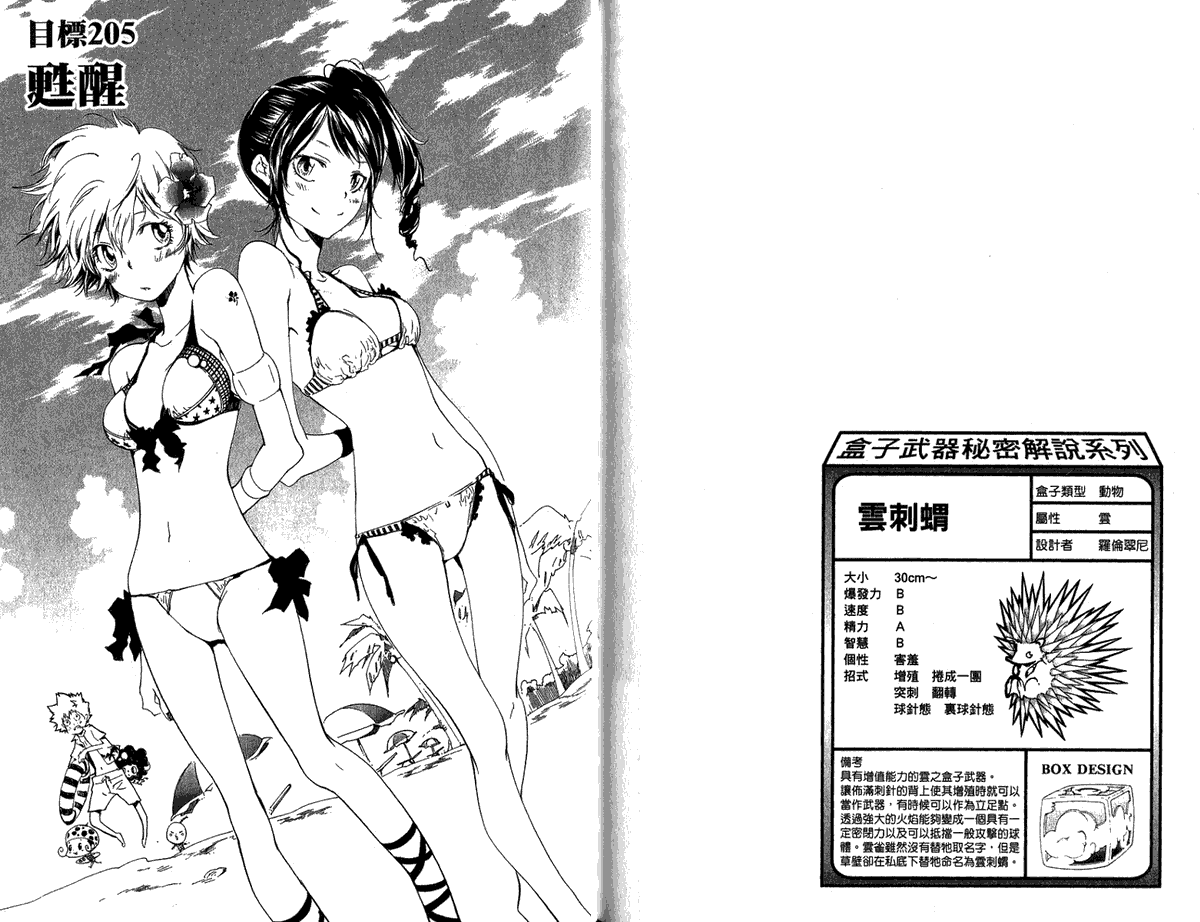 目標205
甦醒
盒子武器秘密解說系列
雲刺蝟
盒子類型 動物
屬性 雲
設計者 羅倫翠尼
大小 30cm～
爆發力 B
速度 B
精力 A
智慧 B
個性 害羞
招式 增殖 捲成一團
突刺 翻轉
球針態 裏球針態
備考
具有增值能力的雲之盒子武器。
讓佈滿刺針的背上使其增殖時就可以
當作武器，有時候可以作為立足點。
透過強大的火焰能夠變成一個具有一
定密閉力以及可以抵擋一般攻擊的球
體。雲雀雖然沒有替牠取名字，但是
草壁卻在私底下替牠命名為雲刺蝟。
BOX DESIGN